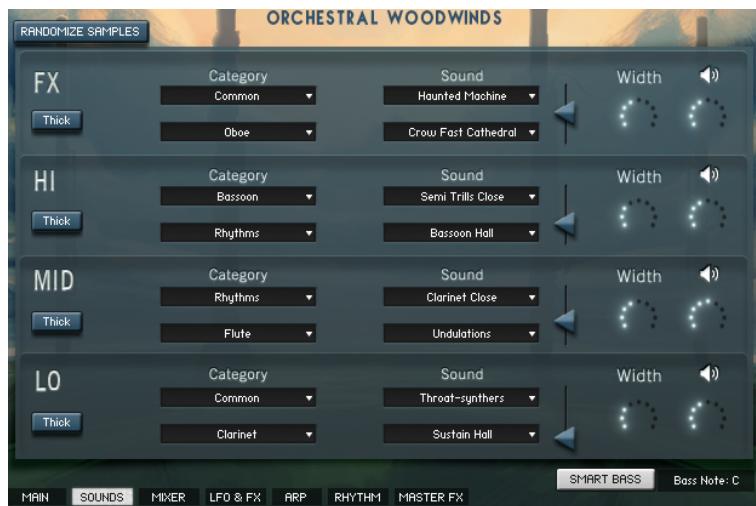 ORCHESTRAL WOODWINDS
RANDOMIZE SAMPLES
FX
Category
Sound
Width
Common
Haunted Machine
Thick
Oboe
Crow Fast Cathedral
HI
Category
Sound
Width
Bassoon
Semi Trills Close
Thick
Rhythms
Bassoon Hall
MID
Category
Sound
Width
Rhythms
Clarinet Close
Thick
Flute
Undulations
LO
Category
Sound
Width
Common
Throat-synthers
Thick
Clarinet
Sustain Hall
SMART BASS
Bass Note: C
MAIN SOUNDS MIXER LFO & FX ARP RHYTHM MASTER FX